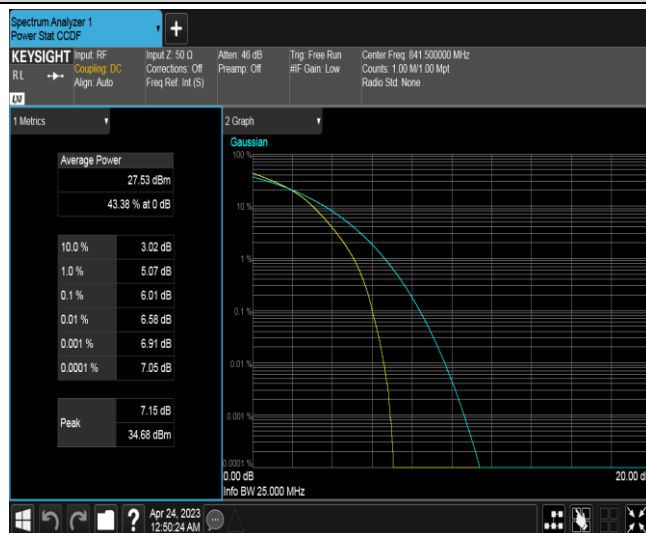 Spectrum Analyzer 1
Power Stat CCDF
KEYSIGHT
RL
Input: RF
Coupling: DC
Align: Auto
Input Z: 50 Ω
Corrections: Off
Freq Ref: Int (S)
Atten: 46 dB
Preamp: Off
Trig: Free Run
#IF Gain: Low
Center Freq: 841.500000 MHz
Counts: 1.00 M/1.00 Mpt
Radio Std: None
LXI
1 Metrics
Average Power
27.53 dBm
43.38 % at 0 dB
10.0 % 3.02 dB
1.0 % 5.07 dB
0.1 % 6.01 dB
0.01 % 6.58 dB
0.001 % 6.91 dB
0.0001 % 7.05 dB
Peak
7.15 dB
34.68 dBm
2 Graph
Gaussian
100 %
10 %
1 %
0.1 %
0.01 %
0.001 %
0.0001 %
0.00 dB
20.00 d
Info BW 25.000 MHz
?
Apr 24, 2023
12:50:24 AM